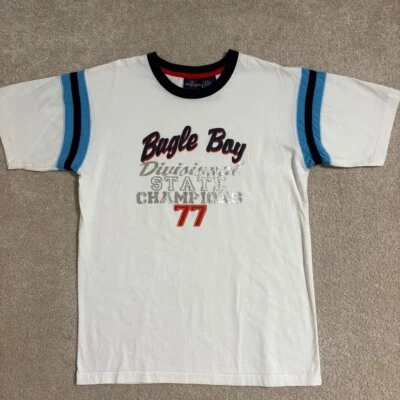 Bugle Boy
Divisional
STATE
CHAMPIONS
77